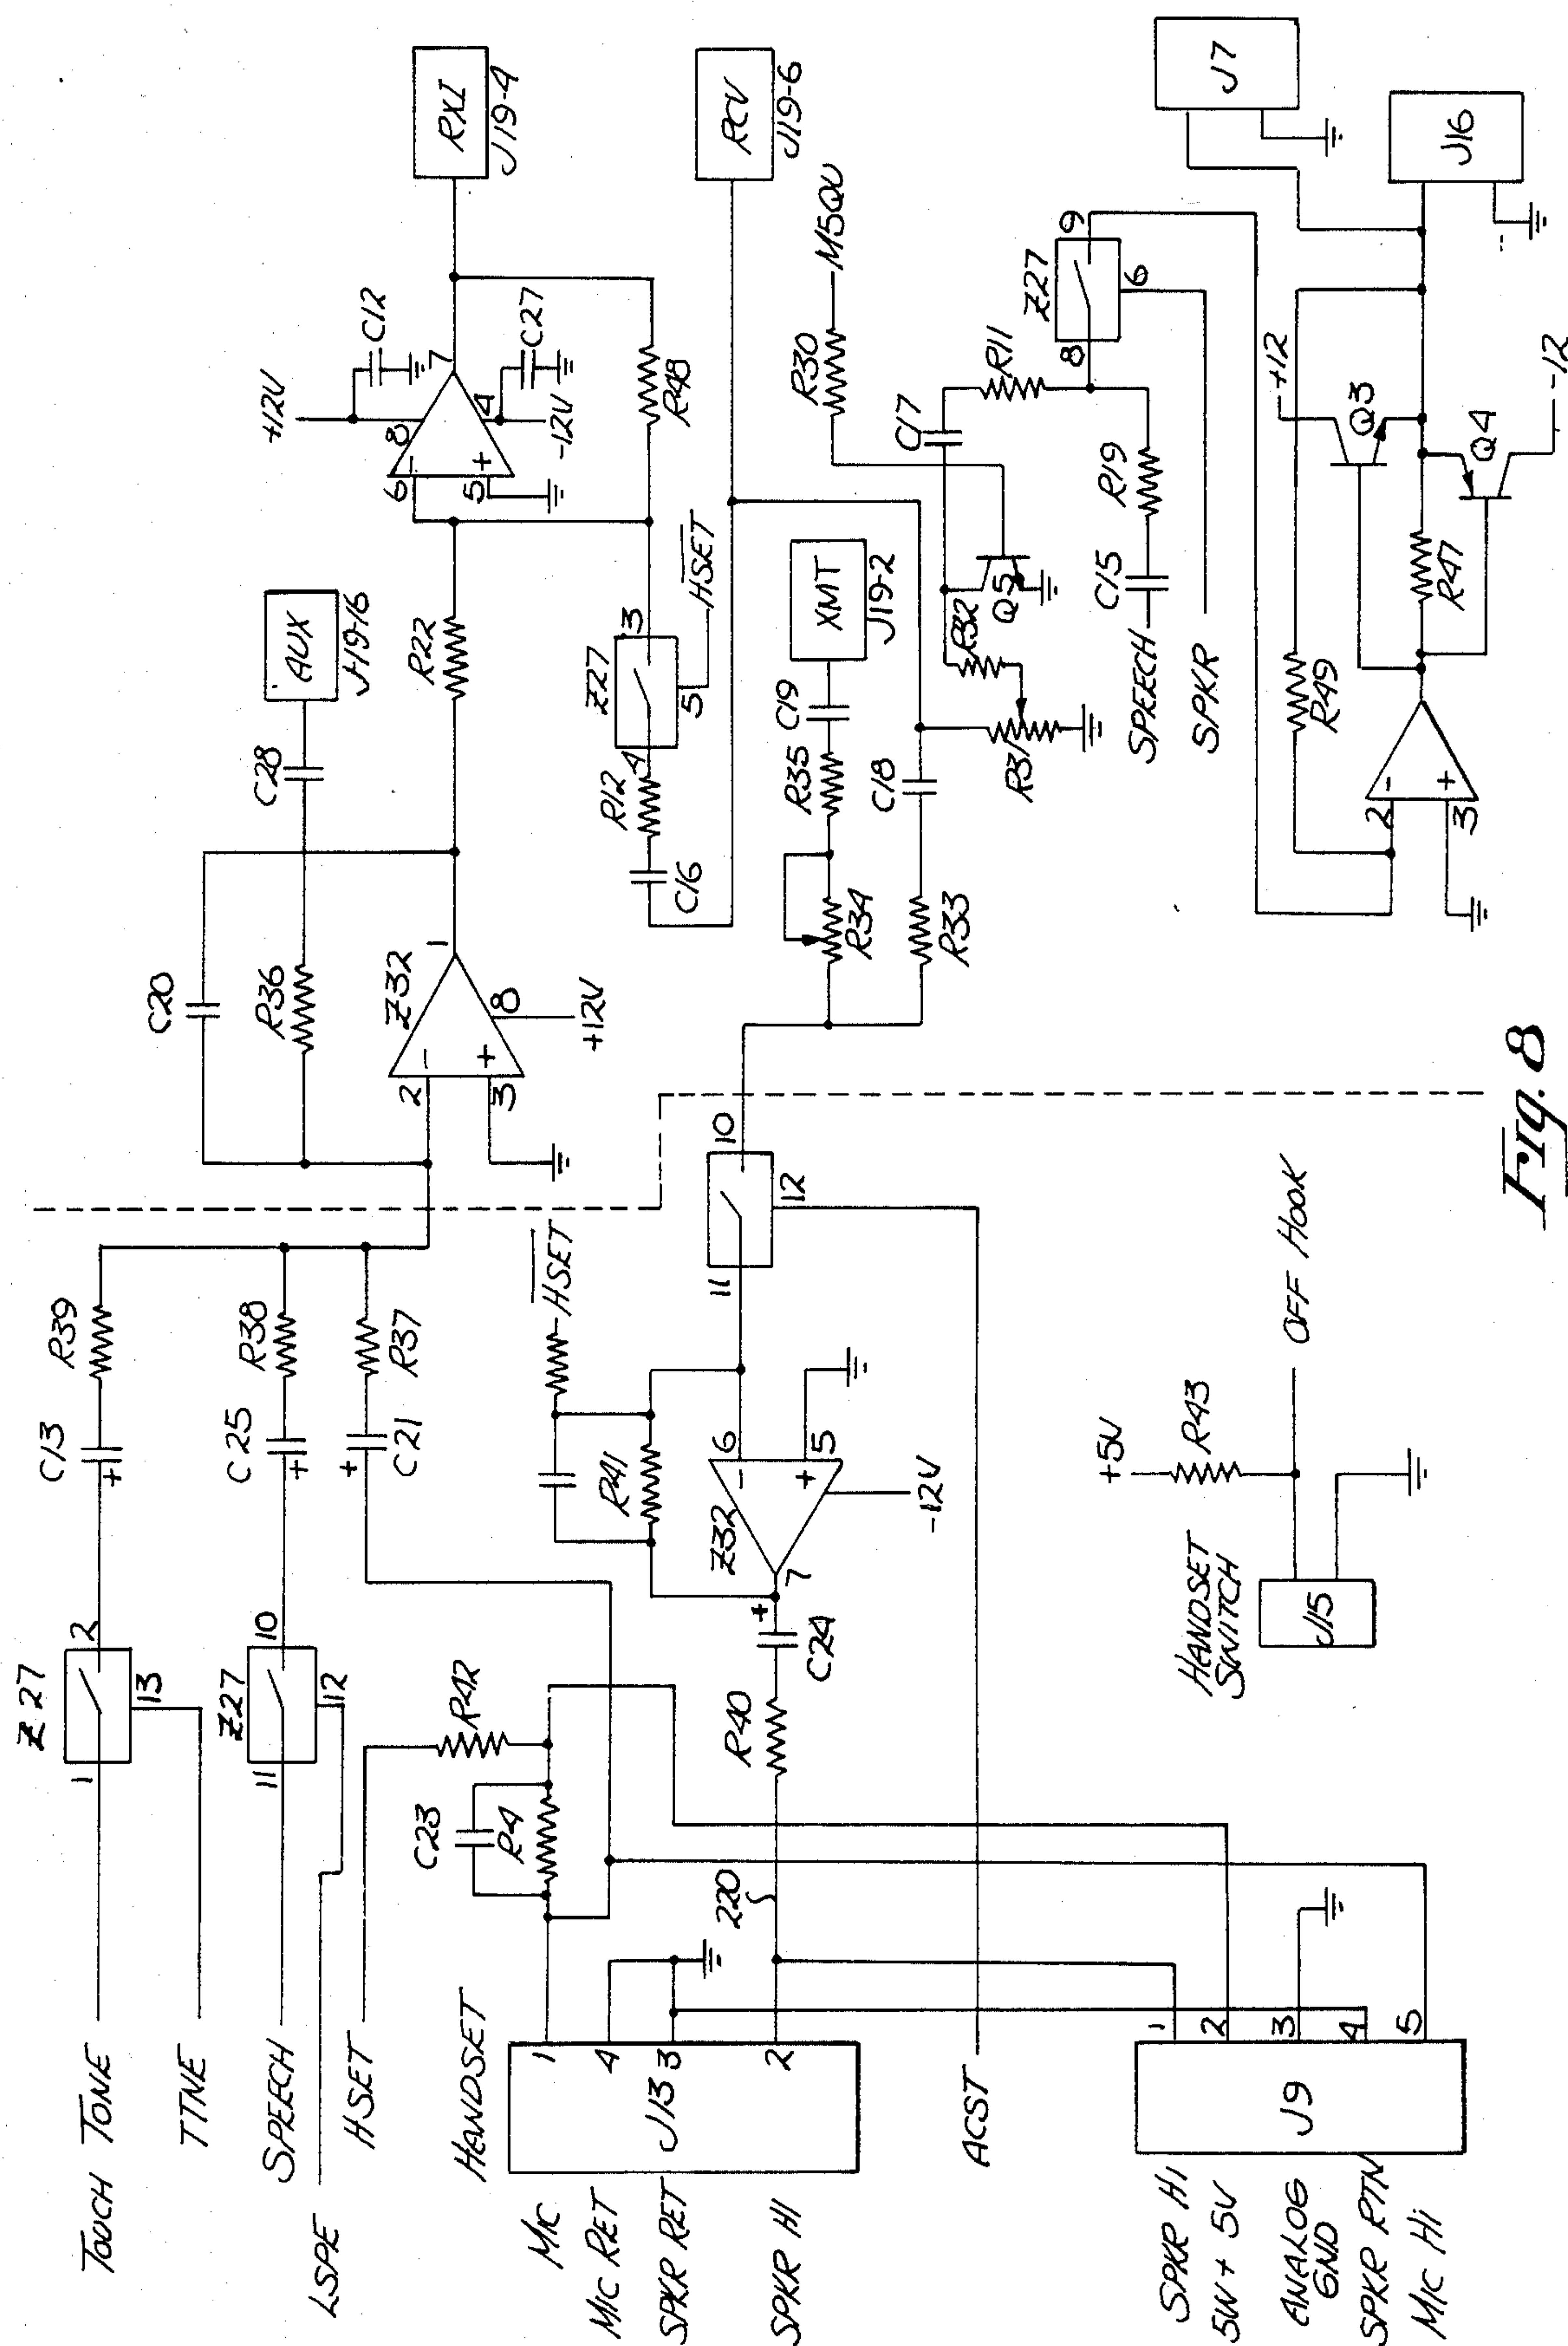 TOUCH TONE
TTNE
SPEECH
LSPE
HSET
1
Z27
2
13
C13
+
R39
11
Z27
10
12
C25
+
R38
+
C21
R37
C20
R36
C28
AUX
J19-16
2
-
+
3
Z32
1
8
+12V
R22
+12V
C12
6
-
8
5
+
4
7
C27
-12V
RXI
J19-4
R48
C16
R12
4
Z27
3
5
HSET
RCV
J19-6
HANDSET
MIC
MIC RET
SPKR RET
SPKR HI
1
4
3
2
J13
C23
R4
R42
220
R40
C24
+
7
Z32
R41
HSET
6
-
+
5
-12V
11
10
12
ACST
R34
R35
C19
XMT
J19-2
R33
C18
R31
R32
Q5
R30
M5QU
C17
R11
C15
R19
SPEECH
SPKR
8
Z27
9
6
SPKR HI
SW + 5V
ANALOG
GND
SPKR RTN
MIC HI
1
2
3
4
5
J9
HANDSET
SWITCH
J15
+5V
R43
OFF HOOK
2
-
+
3
R49
R47
+12
Q3
Q4
-12
J7
J16
Fig. 8